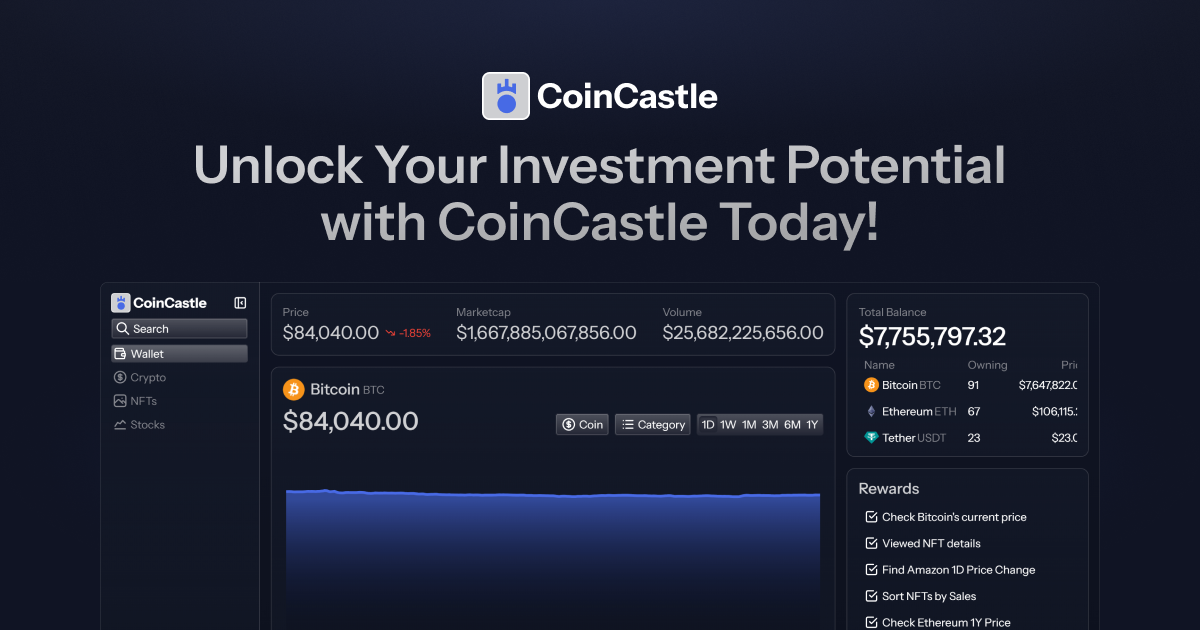 CoinCastle
Unlock Your Investment Potential
with CoinCastle Today!
CoinCastle
Search
Wallet
Crypto
NFTs
Stocks
Price
$84,040.00 -1.85%
Marketcap
$1,667,885,067,856.00
Volume
$25,682,225,656.00
Bitcoin BTC
$84,040.00
Coin
Category
1D 1W 1M 3M 6M 1Y
Total Balance
$7,755,797.32
Name Owning
Bitcoin BTC 91
Ethereum ETH 67
Tether USDT 23
Rewards
Check Bitcoin's current price
Viewed NFT details
Find Amazon 1D Price Change
Sort NFTs by Sales
Check Ethereum 1Y Price